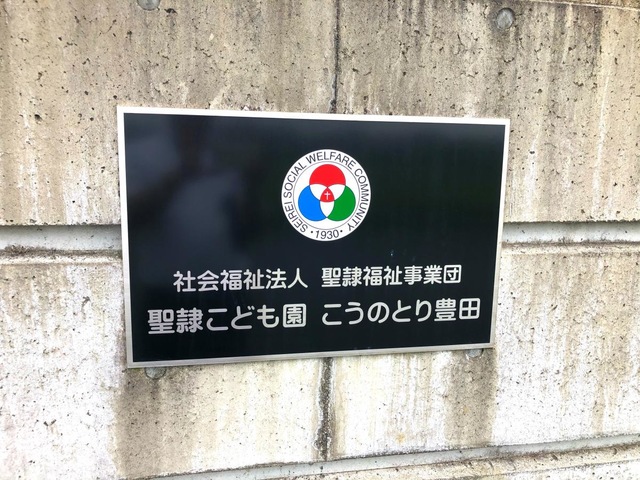 SEIREI SOCIAL WELFARE COMMUNITY
・1930・
社会福祉法人 聖隷福祉事業団
聖隷こども園 こうのとり豊田